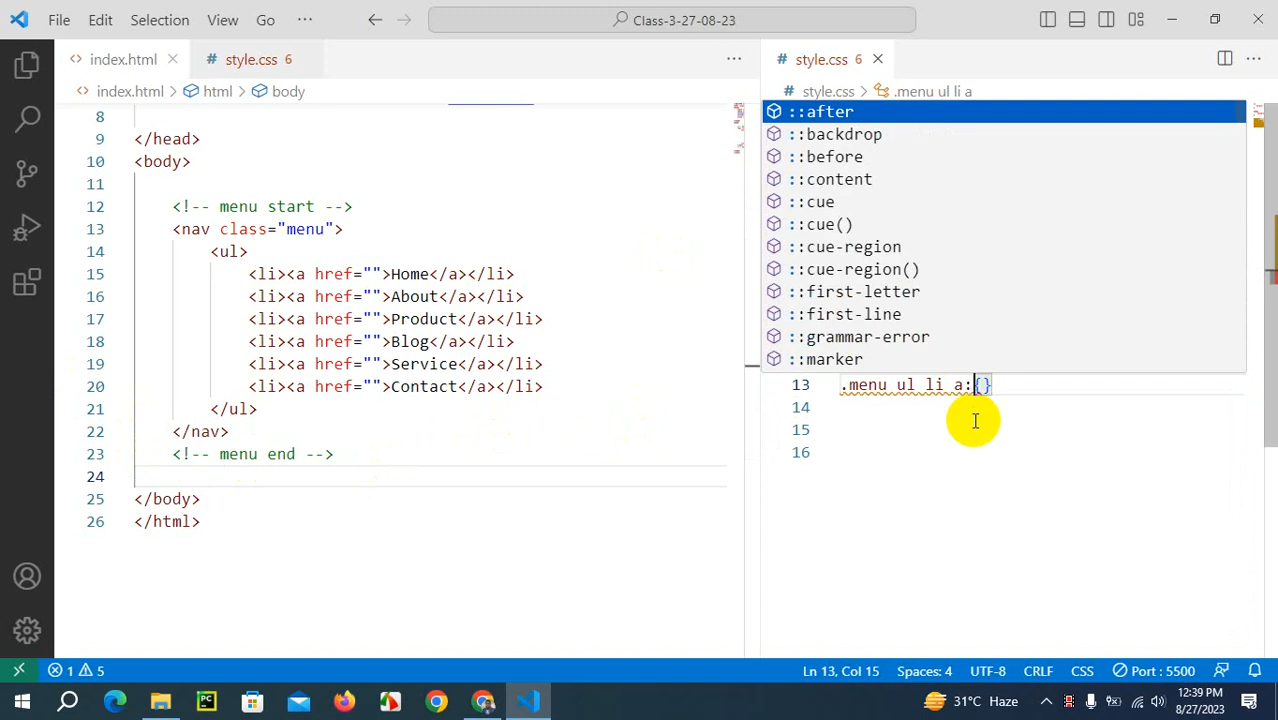 File Edit Selection View Go ··· Class-3-27-08-23
index.html style.css 6 ···
index.html > html > body
8
9 </head>
10 <body>
11
12 <!-- menu start -->
13 <nav class="menu">
14 <ul>
15 <li><a href="">Home</a></li>
16 <li><a href="">About</a></li>
17 <li><a href="">Product</a></li>
18 <li><a href="">Blog</a></li>
19 <li><a href="">Service</a></li>
20 <li><a href="">Contact</a></li>
21 </ul>
22 </nav>
23 <!-- menu end -->
24
25 </body>
26 </html>
style.css 6 ···
style.css > .menu ul li a
::after
::backdrop
::before
::content
::cue
::cue()
::cue-region
::cue-region()
::first-letter
::first-line
::grammar-error
::marker
13 .menu ul li a:{}
14
15
16
1 5 Ln 13, Col 15 Spaces: 4 UTF-8 CRLF CSS Port : 5500
31°C Haze 12:39 PM
8/27/2023